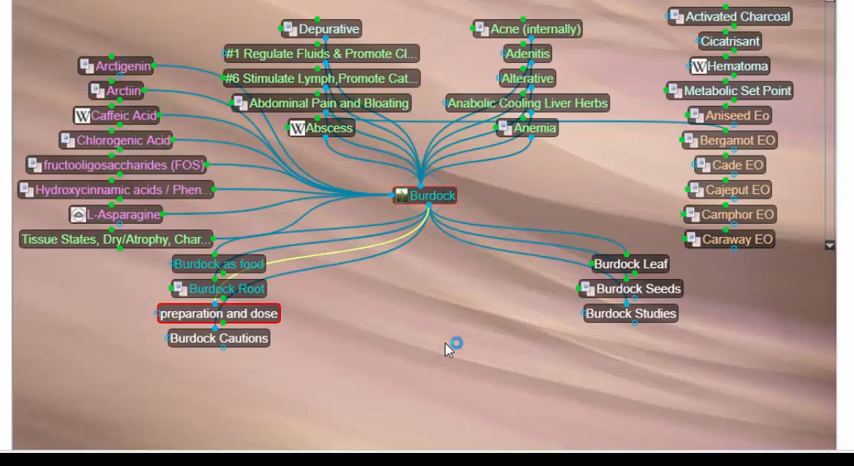 Depurative
#1 Regulate Fluids & Promote Cl...
#6 Stimulate Lymph,Promote Cat...
Abdominal Pain and Bloating
W Abscess
Acne (internally)
Adenitis
Alterative
Anabolic Cooling Liver Herbs
Anemia
Activated Charcoal
Cicatrisant
W Hematoma
Metabolic Set Point
Aniseed Eo
Bergamot EO
Cade EO
Cajeput EO
Camphor EO
Caraway EO
Arctigenin
Arctiin
W Caffeic Acid
Chlorogenic Acid
fructooligosaccharides (FOS)
Hydroxycinnamic acids / Phen...
L-Asparagine
Tissue States, Dry/Atrophy, Char...
Burdock
Burdock as food
Burdock Root
preparation and dose
Burdock Cautions
Burdock Leaf
Burdock Seeds
Burdock Studies